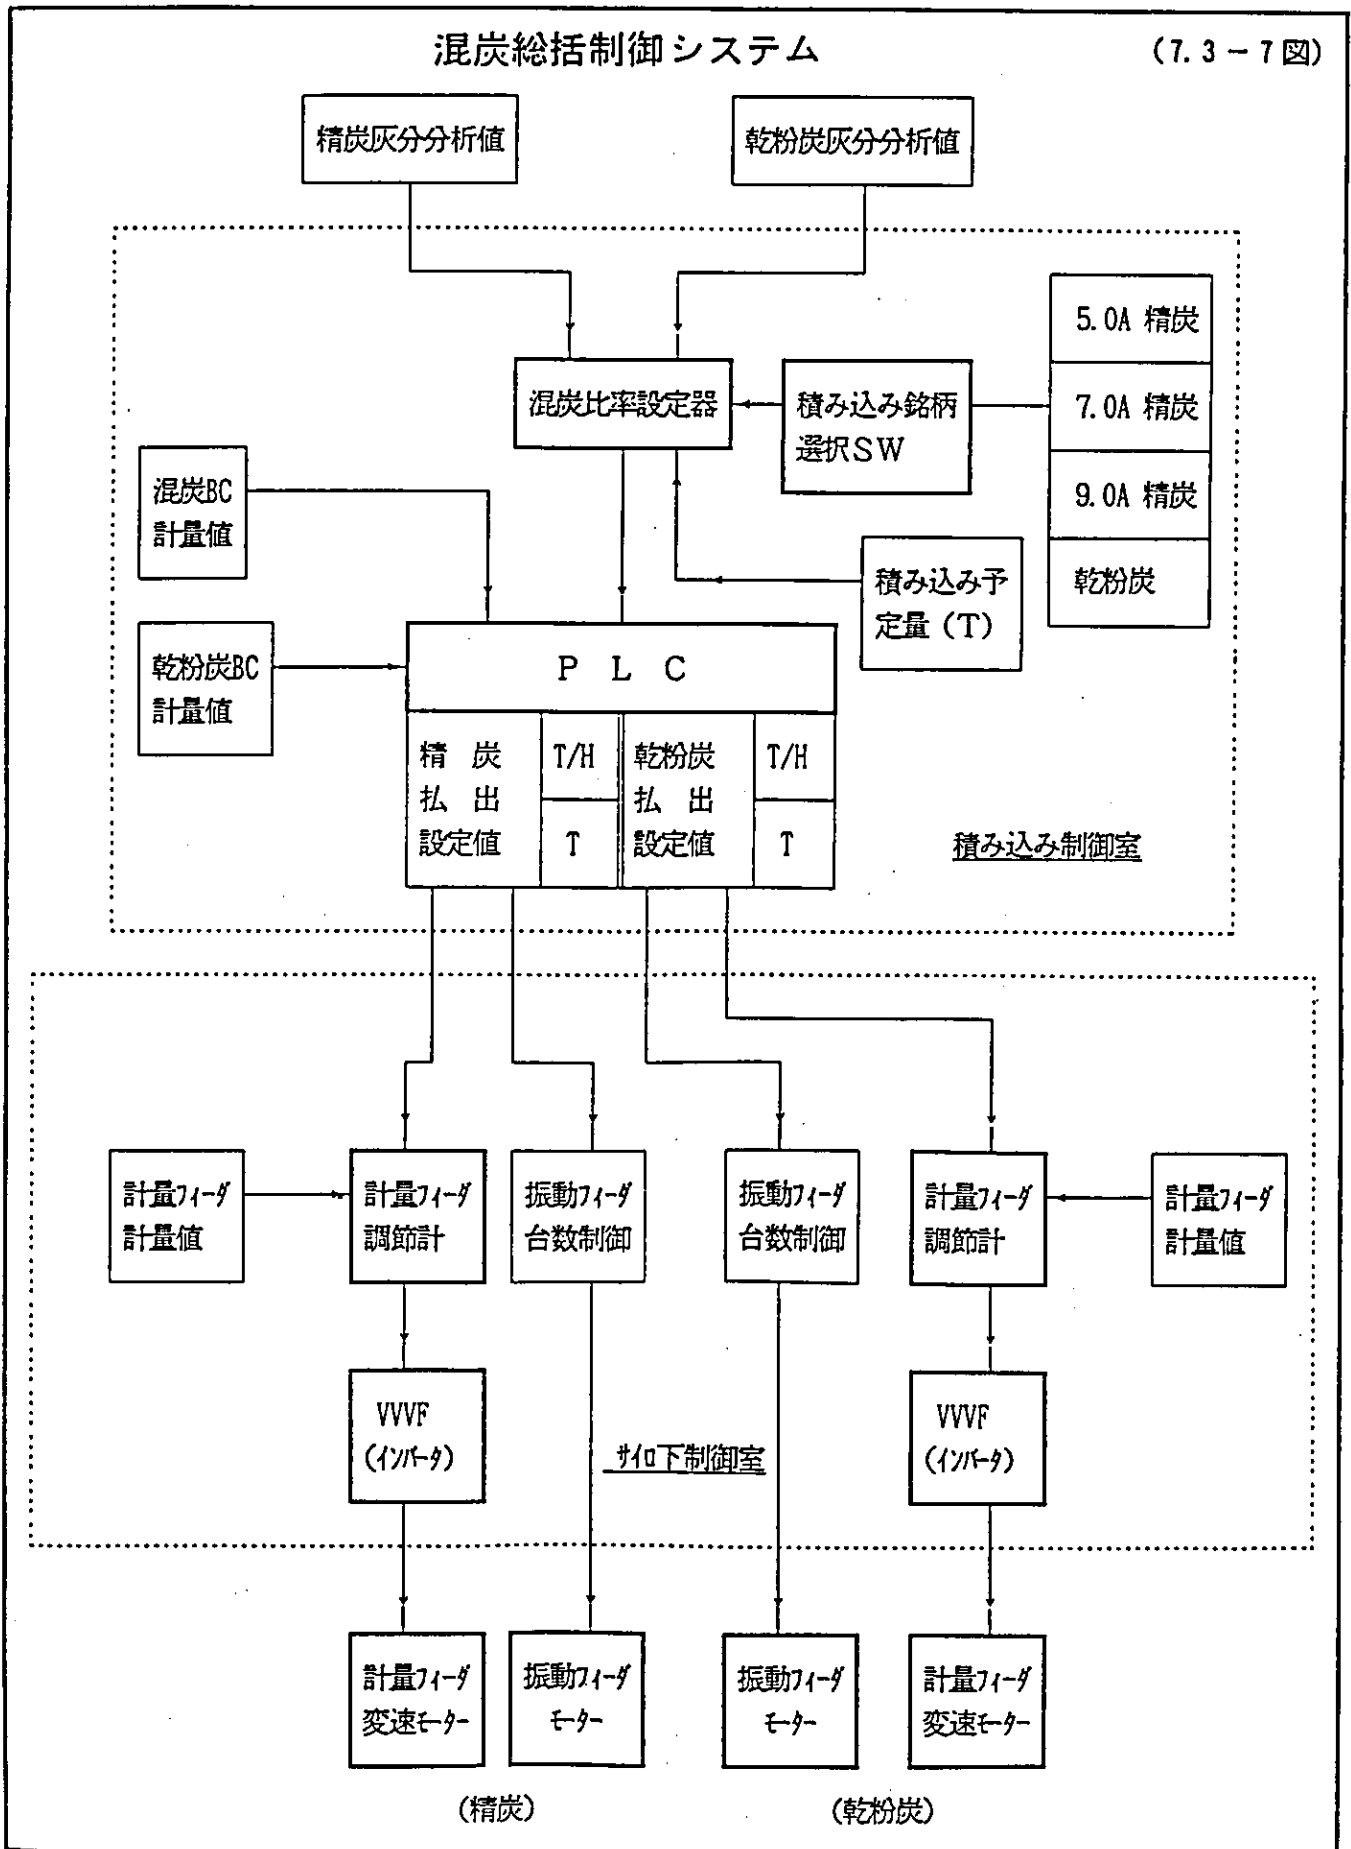 混炭総括制御システム
(7.3-7図)
精炭灰分分析値
乾粉炭灰分分析値
5.0A 精炭
7.0A 精炭
9.0A 精炭
乾粉炭
混炭比率設定器
積み込み銘柄
選択SW
混炭BC
計量値
積み込み予
定量(T)
乾粉炭BC
計量値
PLC
精炭
払出
設定値
T/H
T
乾粉炭
払出
設定値
T/H
T
積み込み制御室
計量フィーダ
計量値
計量フィーダ
調節計
振動フィーダ
台数制御
振動フィーダ
台数制御
計量フィーダ
調節計
計量フィーダ
計量値
VVVF
(インバータ)
サイロ下制御室
VVVF
(インバータ)
計量フィーダ
変速モーター
振動フィーダ
モーター
振動フィーダ
モーター
計量フィーダ
変速モーター
(精炭)
(乾粉炭)